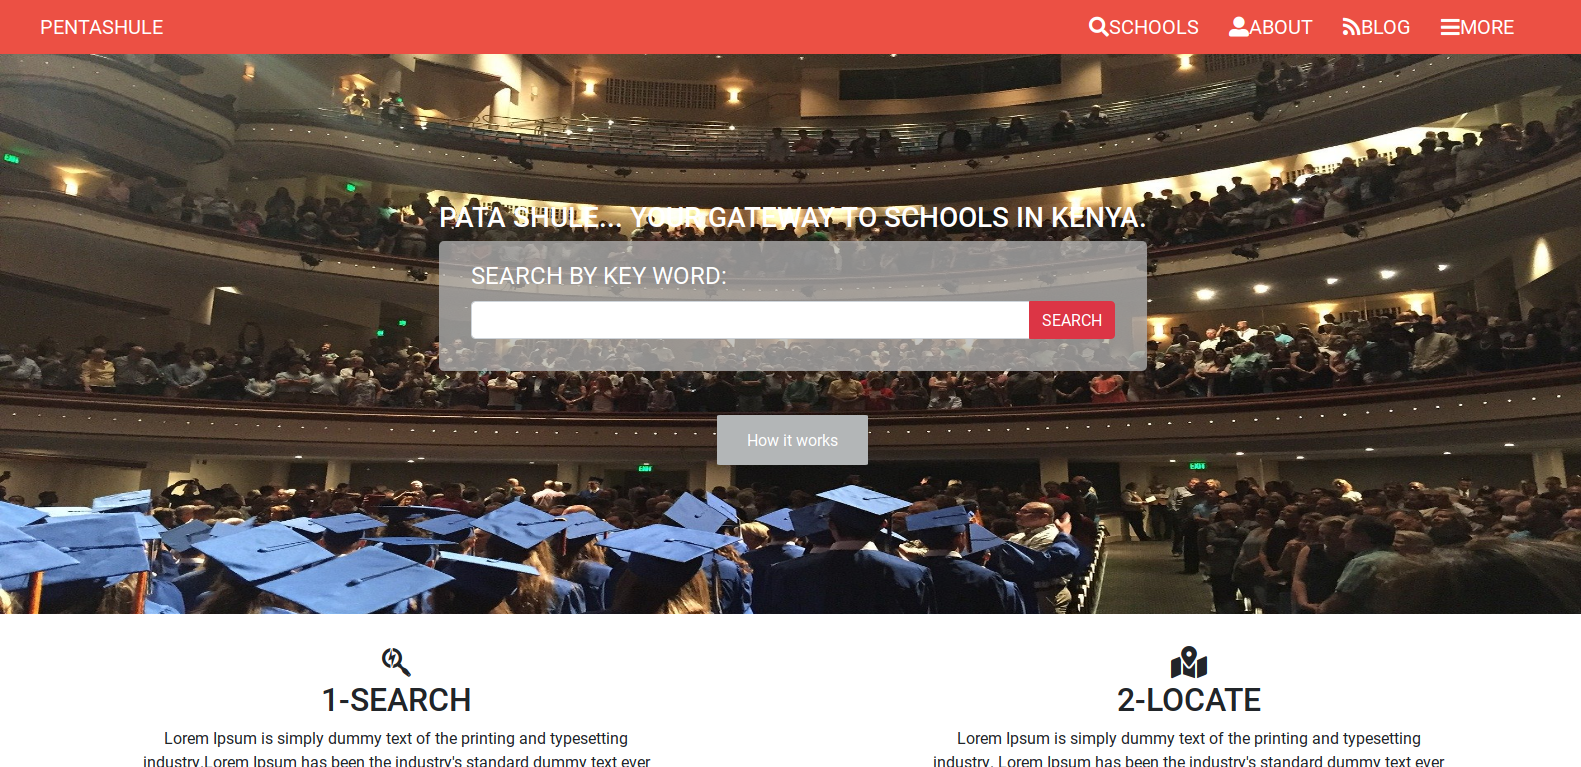 PENTASHULE
SCHOOLS ABOUT BLOG MORE
PATA SHULE... YOUR GATEWAY TO SCHOOLS IN KENYA.
SEARCH BY KEY WORD:
SEARCH
How it works
EXIT
EXIT
EXIT
1-SEARCH
Lorem Ipsum is simply dummy text of the printing and typesetting
industry.Lorem Ipsum has been the industry's standard dummy text ever
2-LOCATE
Lorem Ipsum is simply dummy text of the printing and typesetting
industry. Lorem Ipsum has been the industry's standard dummy text ever